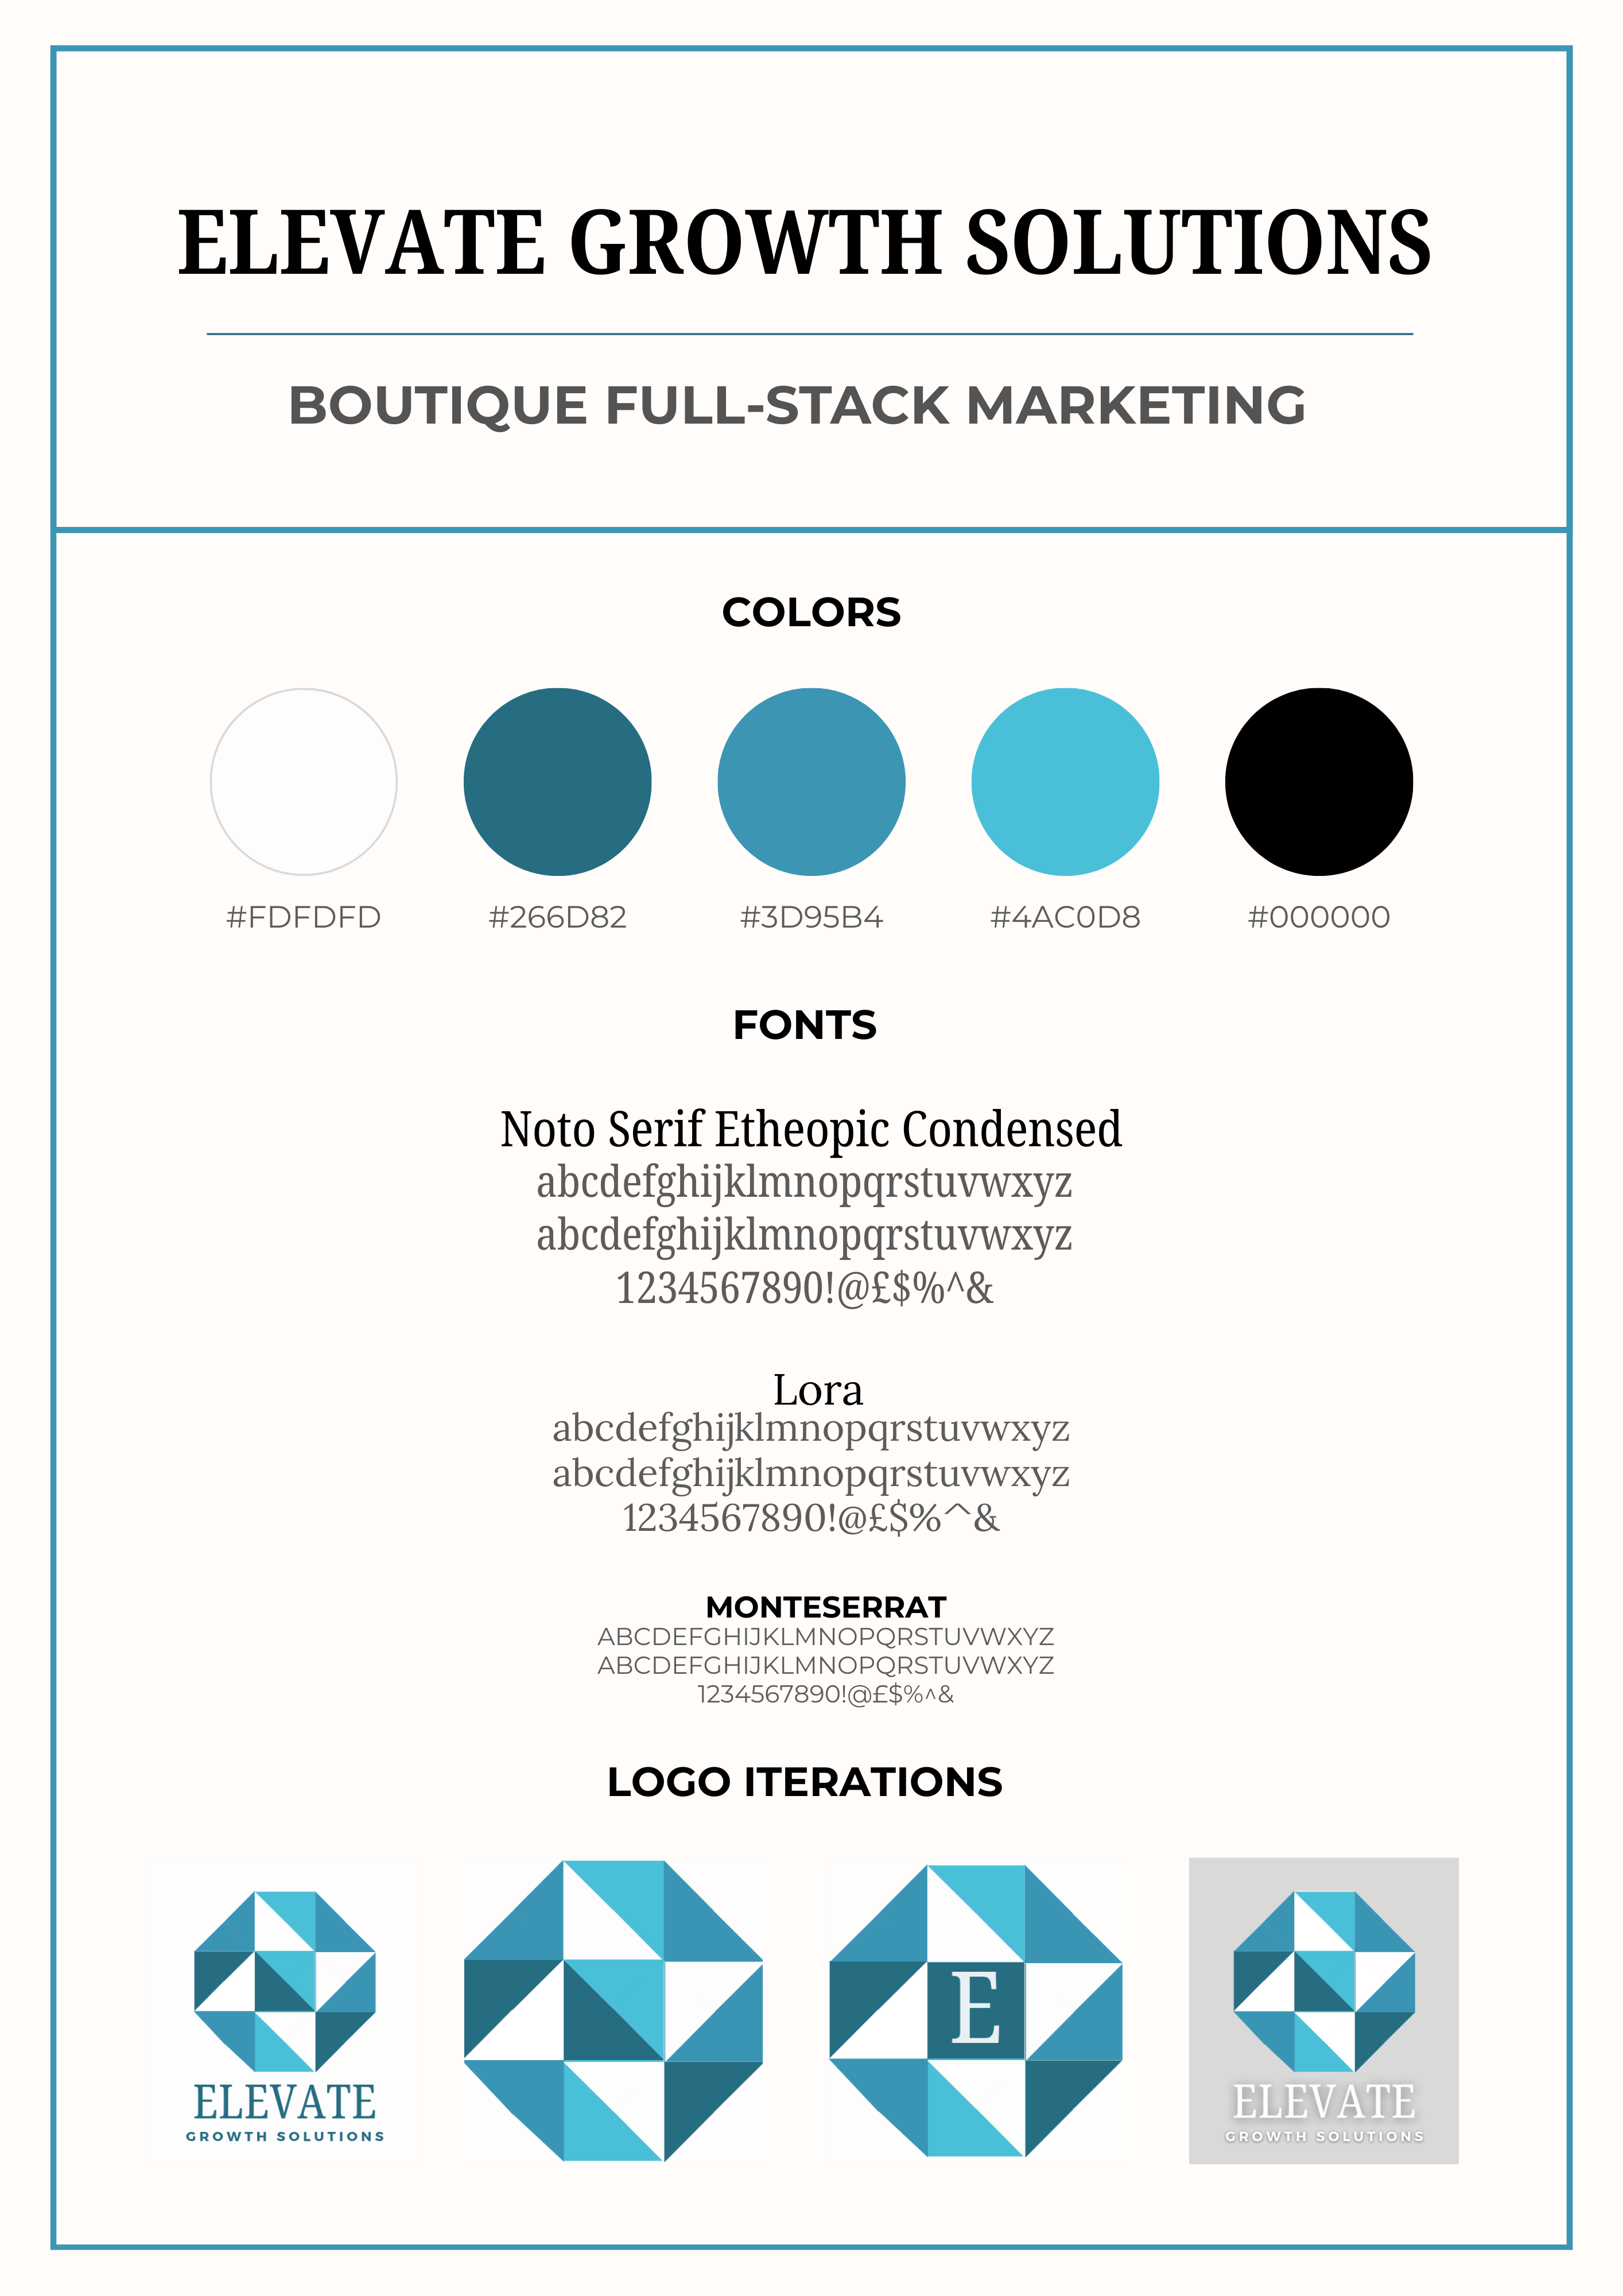 ELEVATE GROWTH SOLUTIONS
BOUTIQUE FULL-STACK MARKETING
COLORS
#FDFDFD #266D82 #3D95B4 #4AC0D8 #000000
FONTS
Noto Serif Etheopic Condensed
abcdefghijklmnopqrstuvwxyz
abcdefghijklmnopqrstuvwxyz
1234567890!@£$%^&
Lora
abcdefghijklmnopqrstuvwxyz
abcdefghijklmnopqrstuvwxyz
1234567890!@£$%^&
MONTESERRAT
ABCDEFGHIJKLMNOPQRSTUVWXYZ
ABCDEFGHIJKLMNOPQRSTUVWXYZ
1234567890!@£$%^&
LOGO ITERATIONS
ELEVATE
GROWTH SOLUTIONS
E
ELEVATE
GROWTH SOLUTIONS